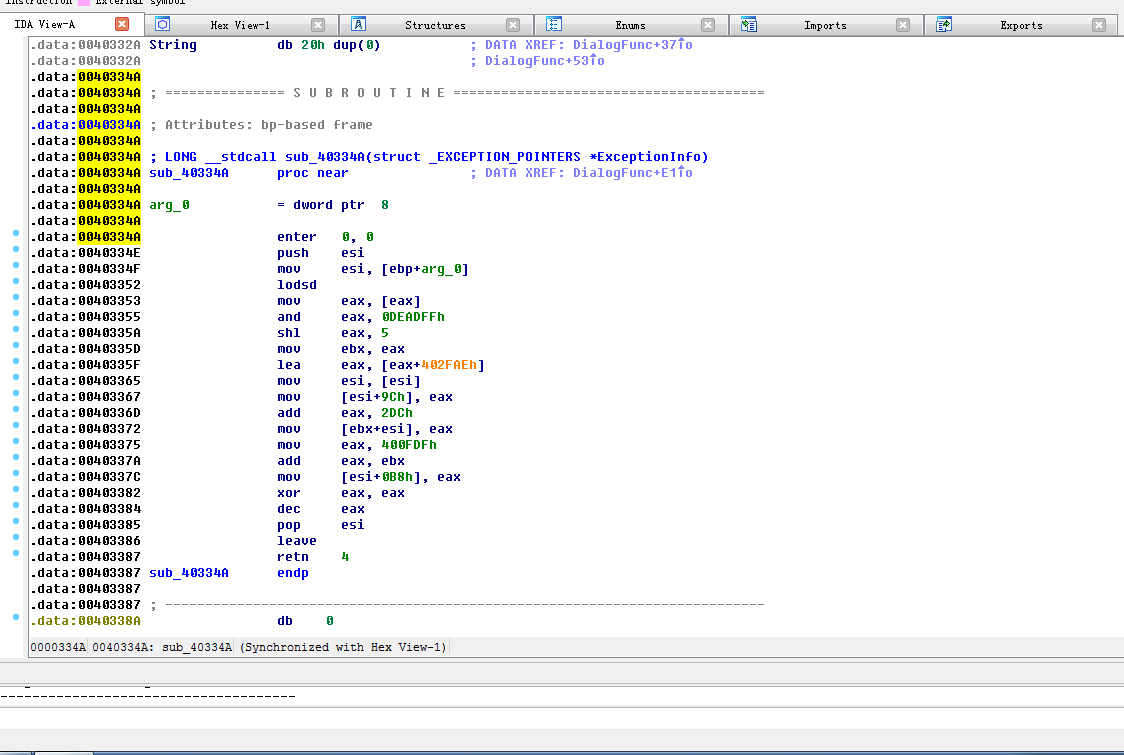 Instruction External symbol
IDA View-A Hex View-1 Structures Enums Imports Exports
.data:0040332A String db 20h dup(0) ; DATA XREF: DialogFunc+37↑o
.data:0040332A ; DialogFunc+53↑o
.data:0040334A
.data:0040334A ; =============== S U B R O U T I N E =======================================
.data:0040334A
.data:0040334A ; Attributes: bp-based frame
.data:0040334A
.data:0040334A ; LONG __stdcall sub_40334A(struct _EXCEPTION_POINTERS *ExceptionInfo)
.data:0040334A sub_40334A proc near ; DATA XREF: DialogFunc+E1↑o
.data:0040334A
.data:0040334A arg_0 = dword ptr 8
.data:0040334A
.data:0040334A enter 0, 0
.data:0040334E push esi
.data:0040334F mov esi, [ebp+arg_0]
.data:00403352 lodsd
.data:00403353 mov eax, [eax]
.data:00403355 and eax, 0DEADFFh
.data:0040335A shl eax, 5
.data:0040335D mov ebx, eax
.data:0040335F lea eax, [eax+402FAEh]
.data:00403365 mov esi, [esi]
.data:00403367 mov [esi+9Ch], eax
.data:0040336D add eax, 2DCh
.data:00403372 mov [ebx+esi], eax
.data:00403375 mov eax, 400FDFh
.data:0040337A add eax, ebx
.data:0040337C mov [esi+0B8h], eax
.data:00403382 xor eax, eax
.data:00403384 dec eax
.data:00403385 pop esi
.data:00403386 leave
.data:00403387 retn 4
.data:00403387 sub_40334A endp
.data:00403387
.data:00403387 ; ---------------------------------------------------------------------------
.data:0040338A db 0
0000334A 0040334A: sub_40334A (Synchronized with Hex View-1)